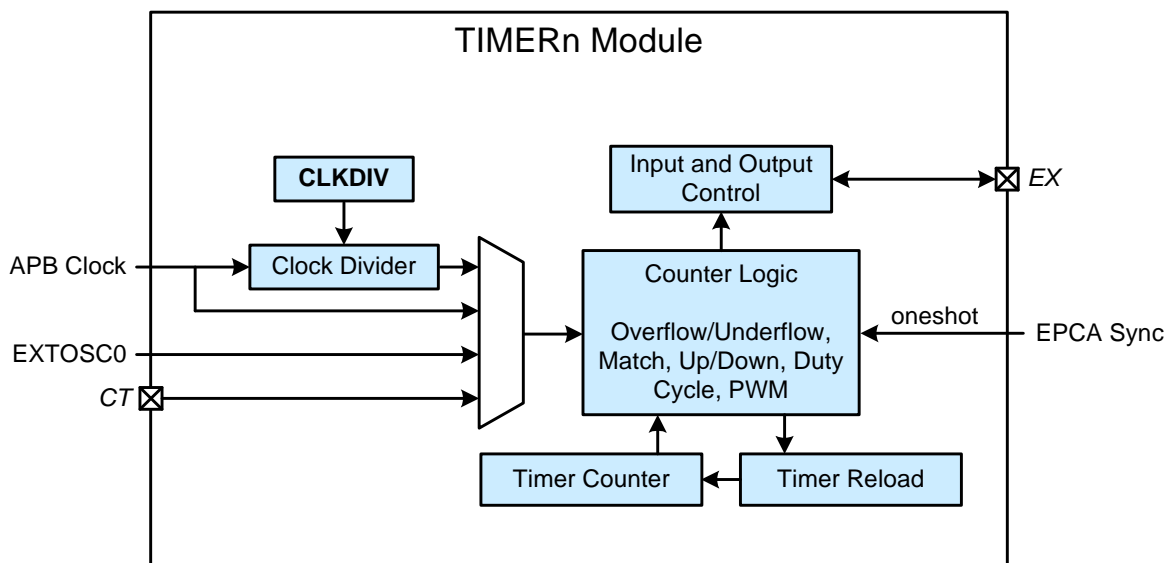 TIMERn Module
CLKDIV
Input and Output
Control
EX
APB Clock
Clock Divider
Counter Logic
Overflow/Underflow,
Match, Up/Down, Duty
Cycle, PWM
oneshot
EPCA Sync
EXTOSC0
CT
Timer Counter
Timer Reload